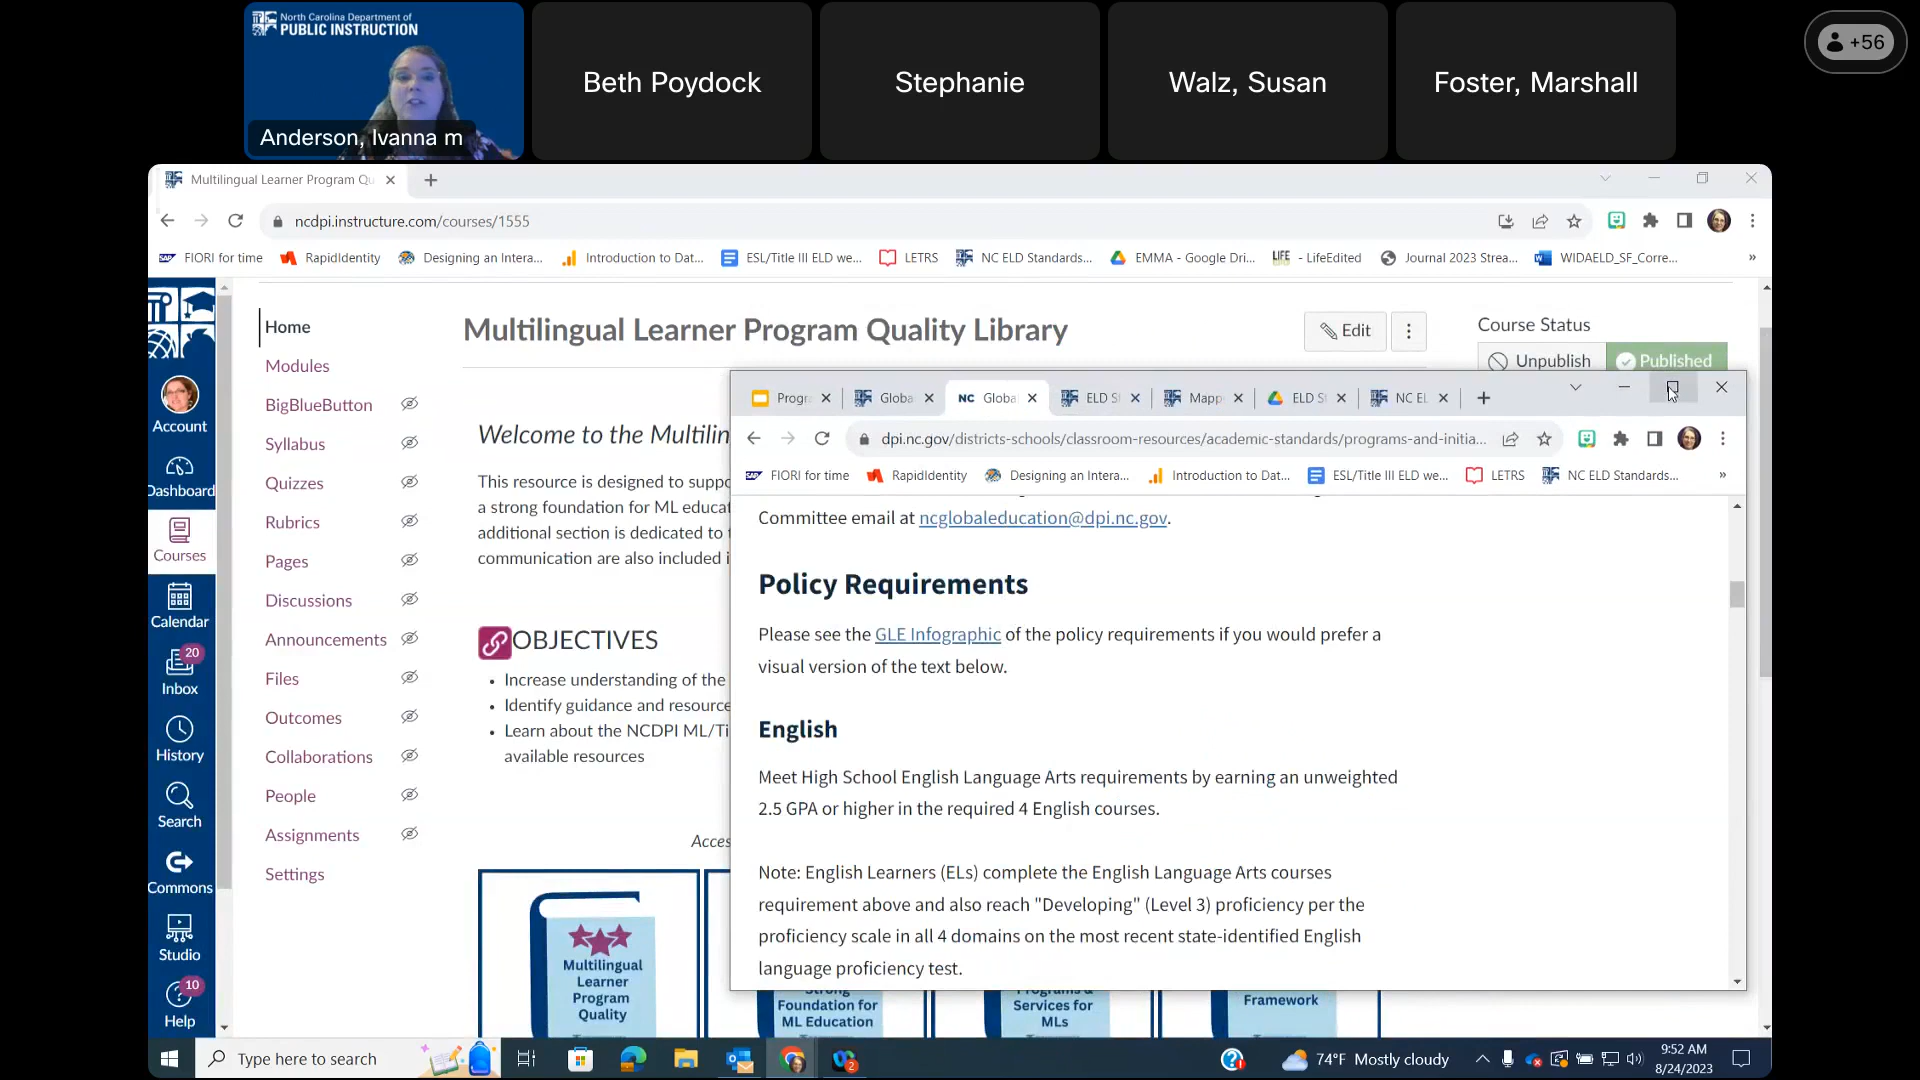 North Carolina Department of
PUBLIC INSTRUCTION
Anderson, Ivanna m
Beth Poydock
Stephanie
Walz, Susan
Foster, Marshall
+56
Multilingual Learner Program Qu
ncdpi.instructure.com/courses/1555
FIORI for time
RapidIdentity
Designing an Intera...
Introduction to Dat...
ESL/Title III ELD we...
LETRS
NC ELD Standards...
EMMA - Google Dri...
LIFE - LifeEdited
Journal 2023 Strea...
WIDAELD_SF_Corre...
Account
Dashboard
Courses
Calendar
20
Inbox
History
Search
Commons
Studio
10
Help
Home
Modules
BigBlueButton
Syllabus
Quizzes
Rubrics
Pages
Discussions
Announcements
Files
Outcomes
Collaborations
People
Assignments
Settings
Multilingual Learner Program Quality Library
Edit
Course Status
Unpublish
Published
Welcome to the Multilin
This resource is designed to suppo
a strong foundation for ML educat
additional section is dedicated to t
communication are also included i
OBJECTIVES
• Increase understanding of the
• Identify guidance and resource
• Learn about the NCDPI ML/Ti
available resources
Acces
Multilingual
Learner
Program
Quality
Foundation for
ML Education
Services for
MLs
Framework
Progr
Globa
NC Globa
ELD S
Mapp
ELD S
NC EL
dpi.nc.gov/districts-schools/classroom-resources/academic-standards/programs-and-initia...
FIORI for time
RapidIdentity
Designing an Intera...
Introduction to Dat...
ESL/Title III ELD we...
LETRS
NC ELD Standards...
Committee email at ncglobaleducation@dpi.nc.gov.
Policy Requirements
Please see the GLE Infographic of the policy requirements if you would prefer a
visual version of the text below.
English
Meet High School English Language Arts requirements by earning an unweighted
2.5 GPA or higher in the required 4 English courses.
Note: English Learners (ELs) complete the English Language Arts courses
requirement above and also reach "Developing" (Level 3) proficiency per the
proficiency scale in all 4 domains on the most recent state-identified English
language proficiency test.
Type here to search
2
74°F Mostly cloudy
9:52 AM
8/24/2023